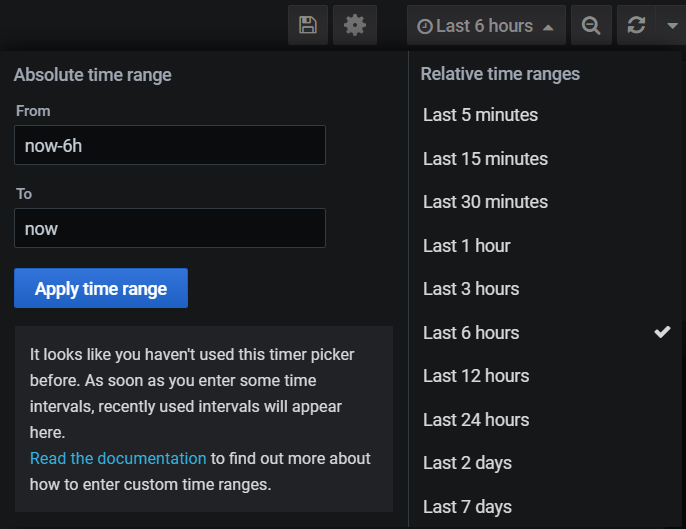 Last 6 hours
Absolute time range
From
now-6h
To
now
Apply time range
It looks like you haven't used this timer picker
before. As soon as you enter some time
intervals, recently used intervals will appear
here.
Read the documentation to find out more about
how to enter custom time ranges.
Relative time ranges
Last 5 minutes
Last 15 minutes
Last 30 minutes
Last 1 hour
Last 3 hours
Last 6 hours
Last 12 hours
Last 24 hours
Last 2 days
Last 7 days